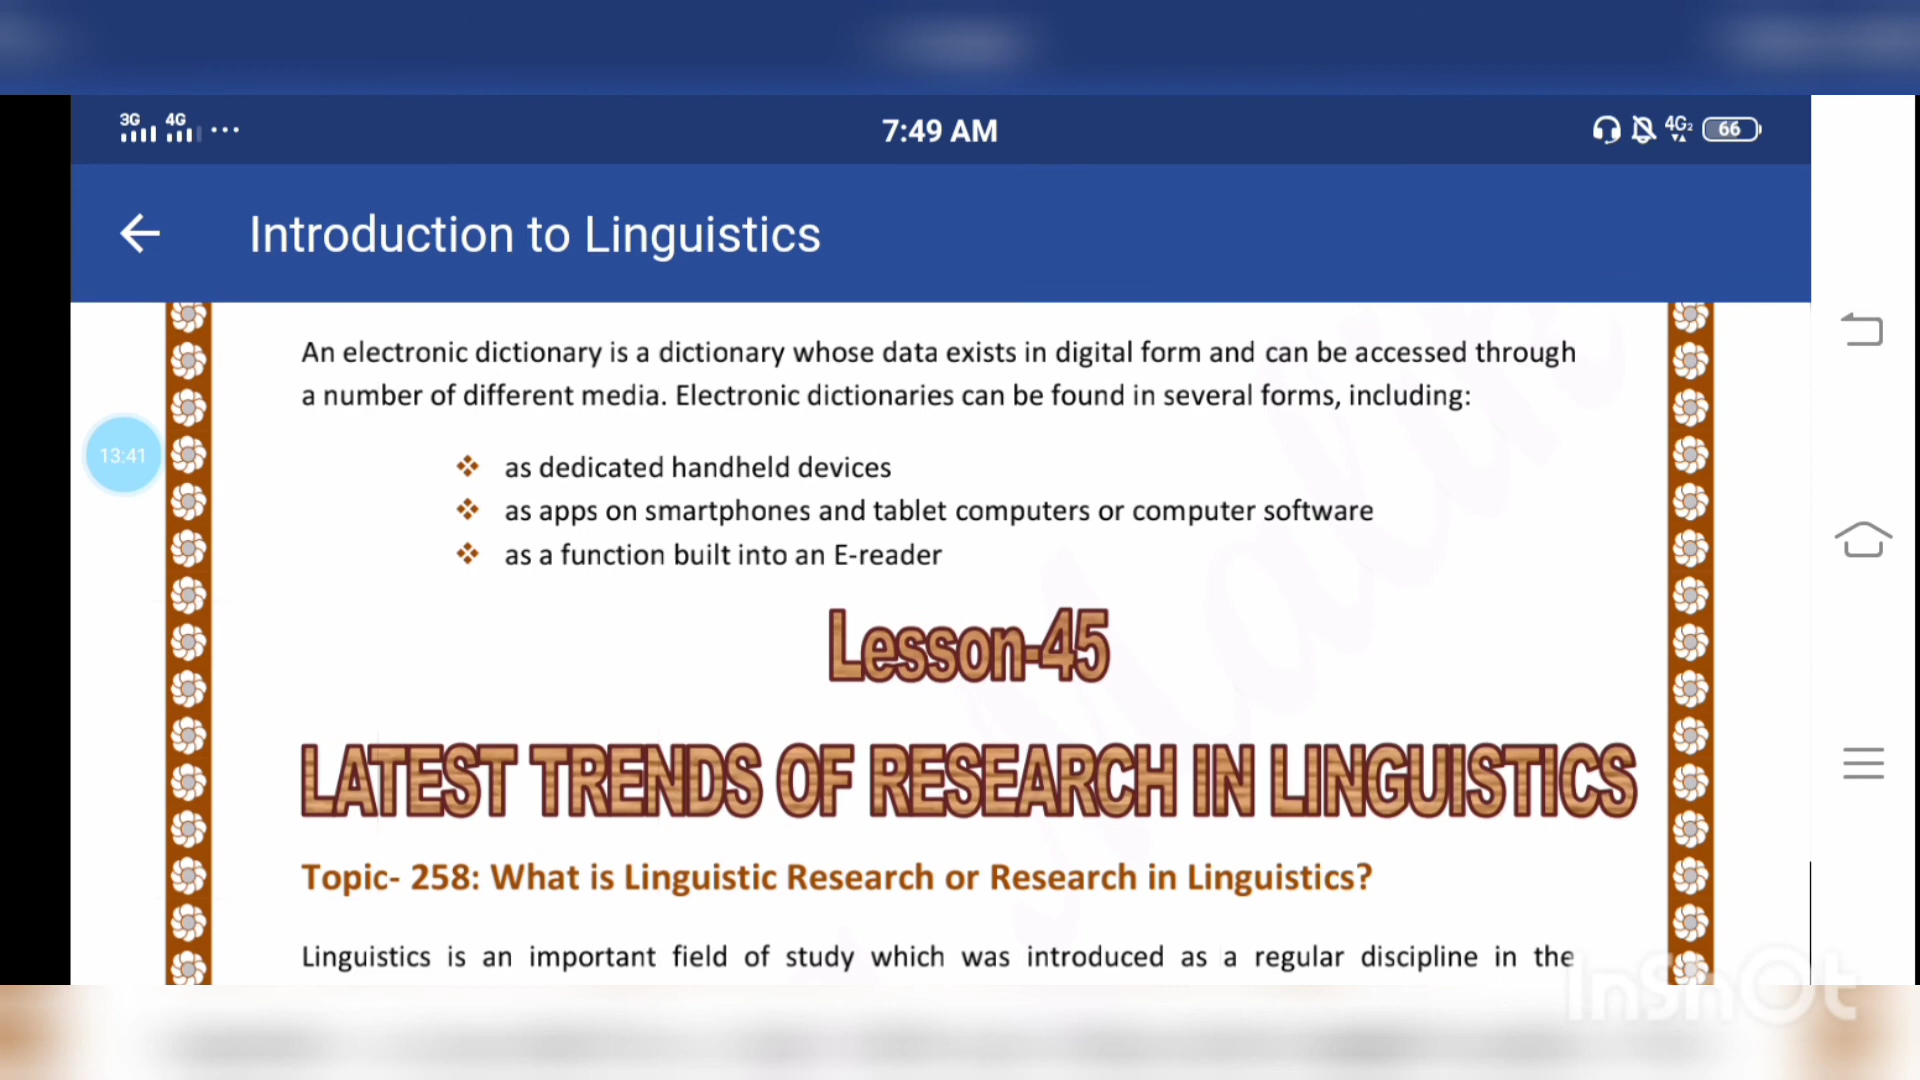 3G 4G
7:49 AM
4G2 66
Introduction to Linguistics
An electronic dictionary is a dictionary whose data exists in digital form and can be accessed through
a number of different media. Electronic dictionaries can be found in several forms, including:
13:41
❖ as dedicated handheld devices
❖ as apps on smartphones and tablet computers or computer software
❖ as a function built into an E-reader
Lesson-45
LATEST TRENDS OF RESEARCH IN LINGUISTICS
Topic- 258: What is Linguistic Research or Research in Linguistics?
Linguistics is an important field of study which was introduced as a regular discipline in the
InShOt